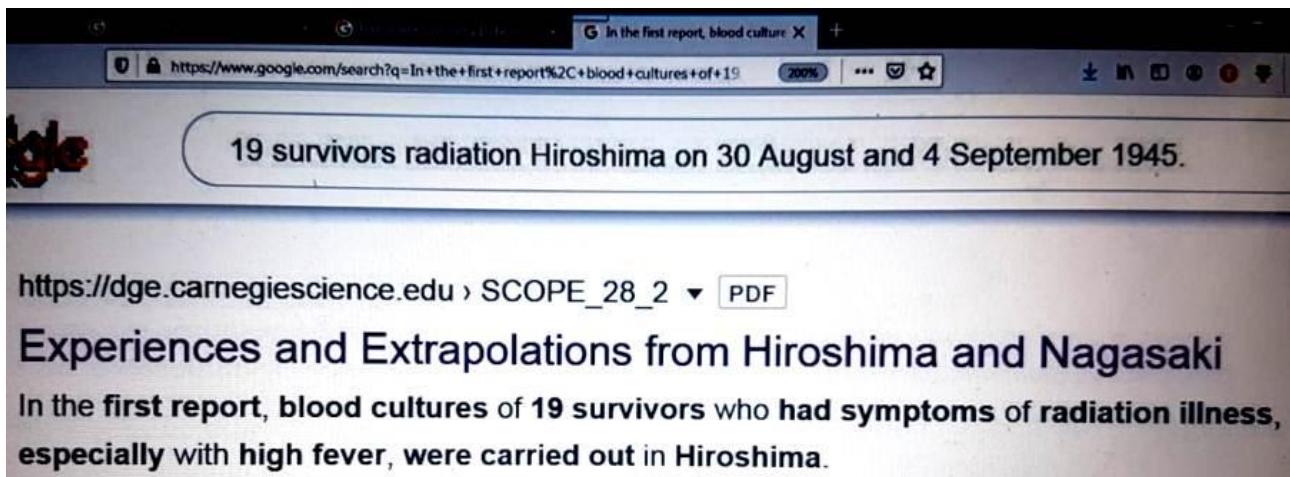 G In the first report, blood culture X +
https://www.google.com/search?q=In+the+first+report%2C+blood+cultures+of+19 200% ...
gle
19 survivors radiation Hiroshima on 30 August and 4 September 1945.
https://dge.carnegiescience.edu › SCOPE_28_2 ▾ PDF
Experiences and Extrapolations from Hiroshima and Nagasaki
In the first report, blood cultures of 19 survivors who had symptoms of radiation illness,
especially with high fever, were carried out in Hiroshima.